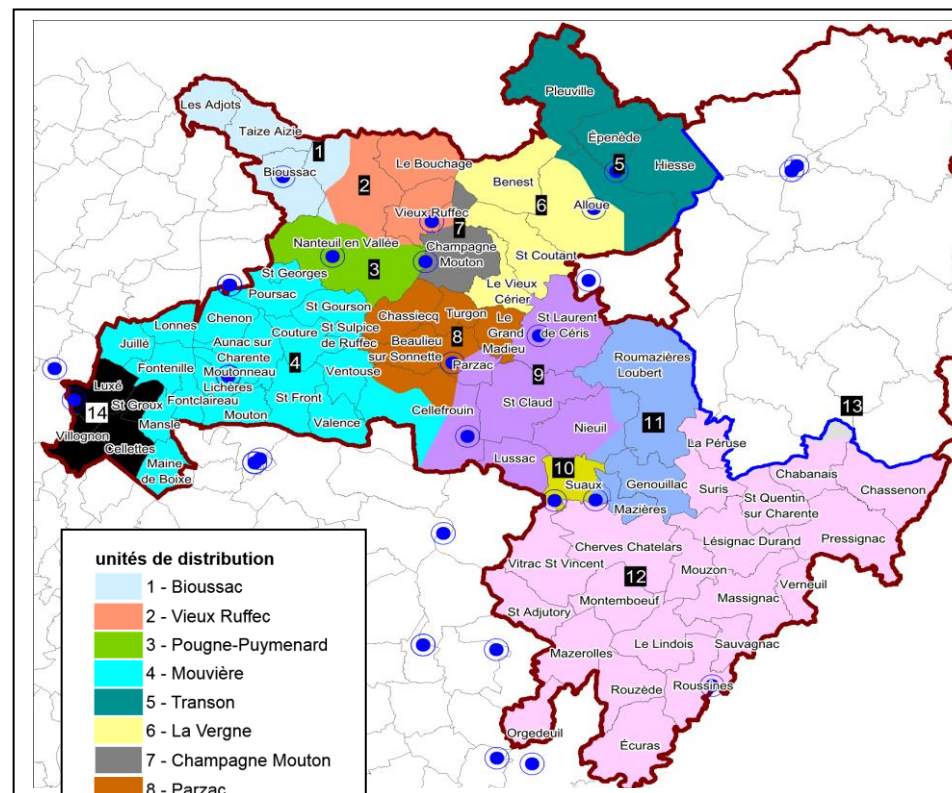 Pleuville
Les Adjots
Taize Aizie
Épenède
1
Le Bouchage
5
Hiesse
Bioussac
2
Benest
6
Alloue
Vieux Ruffec
7
Nanteuil en Vallée
Champagne
Mouton
St Coutant
3
St Georges
Poursac
Le Vieux
Cérier
St Gourson
Chassiecq
Turgon
Le
Grand
Madieu
St Laurent
de Céris
Lonnes
Chenon
Couture
St Sulpice
de Ruffec
Beaulieu
sur Sonnette
8
Juillé
Aunac sur
Charente
Roumazières
Loubert
Fontenille
Moutonneau
4
Ventouse
Parzac
9
Luxé
Lichères
14
St Groux
Fontclaireau
St Front
Cellefrouin
St Claud
13
Villognon
Mansle
Mouton
Valence
Nieuil
11
La Péruse
Cellettes
Maine
de Boixe
Lussac
10
Suaux
Genouillac
Suris
Chabanais
Chassenon
Mazières
St Quentin
sur Charente
Cherves Chatelars
Lésignac Durand
Pressignac
Vitrac St Vincent
12
Mouzon
Verneuil
St Adjutory
Montemboeuf
Massignac
Mazerolles
Le Lindois
Sauvagnac
Rouzède
Roussines
Orgedeuil
Écuras
unités de distribution
1 - Bioussac
2 - Vieux Ruffec
3 - Pougne-Puymenard
4 - Mouvière
5 - Transon
6 - La Vergne
7 - Champagne Mouton
8 - Parzac